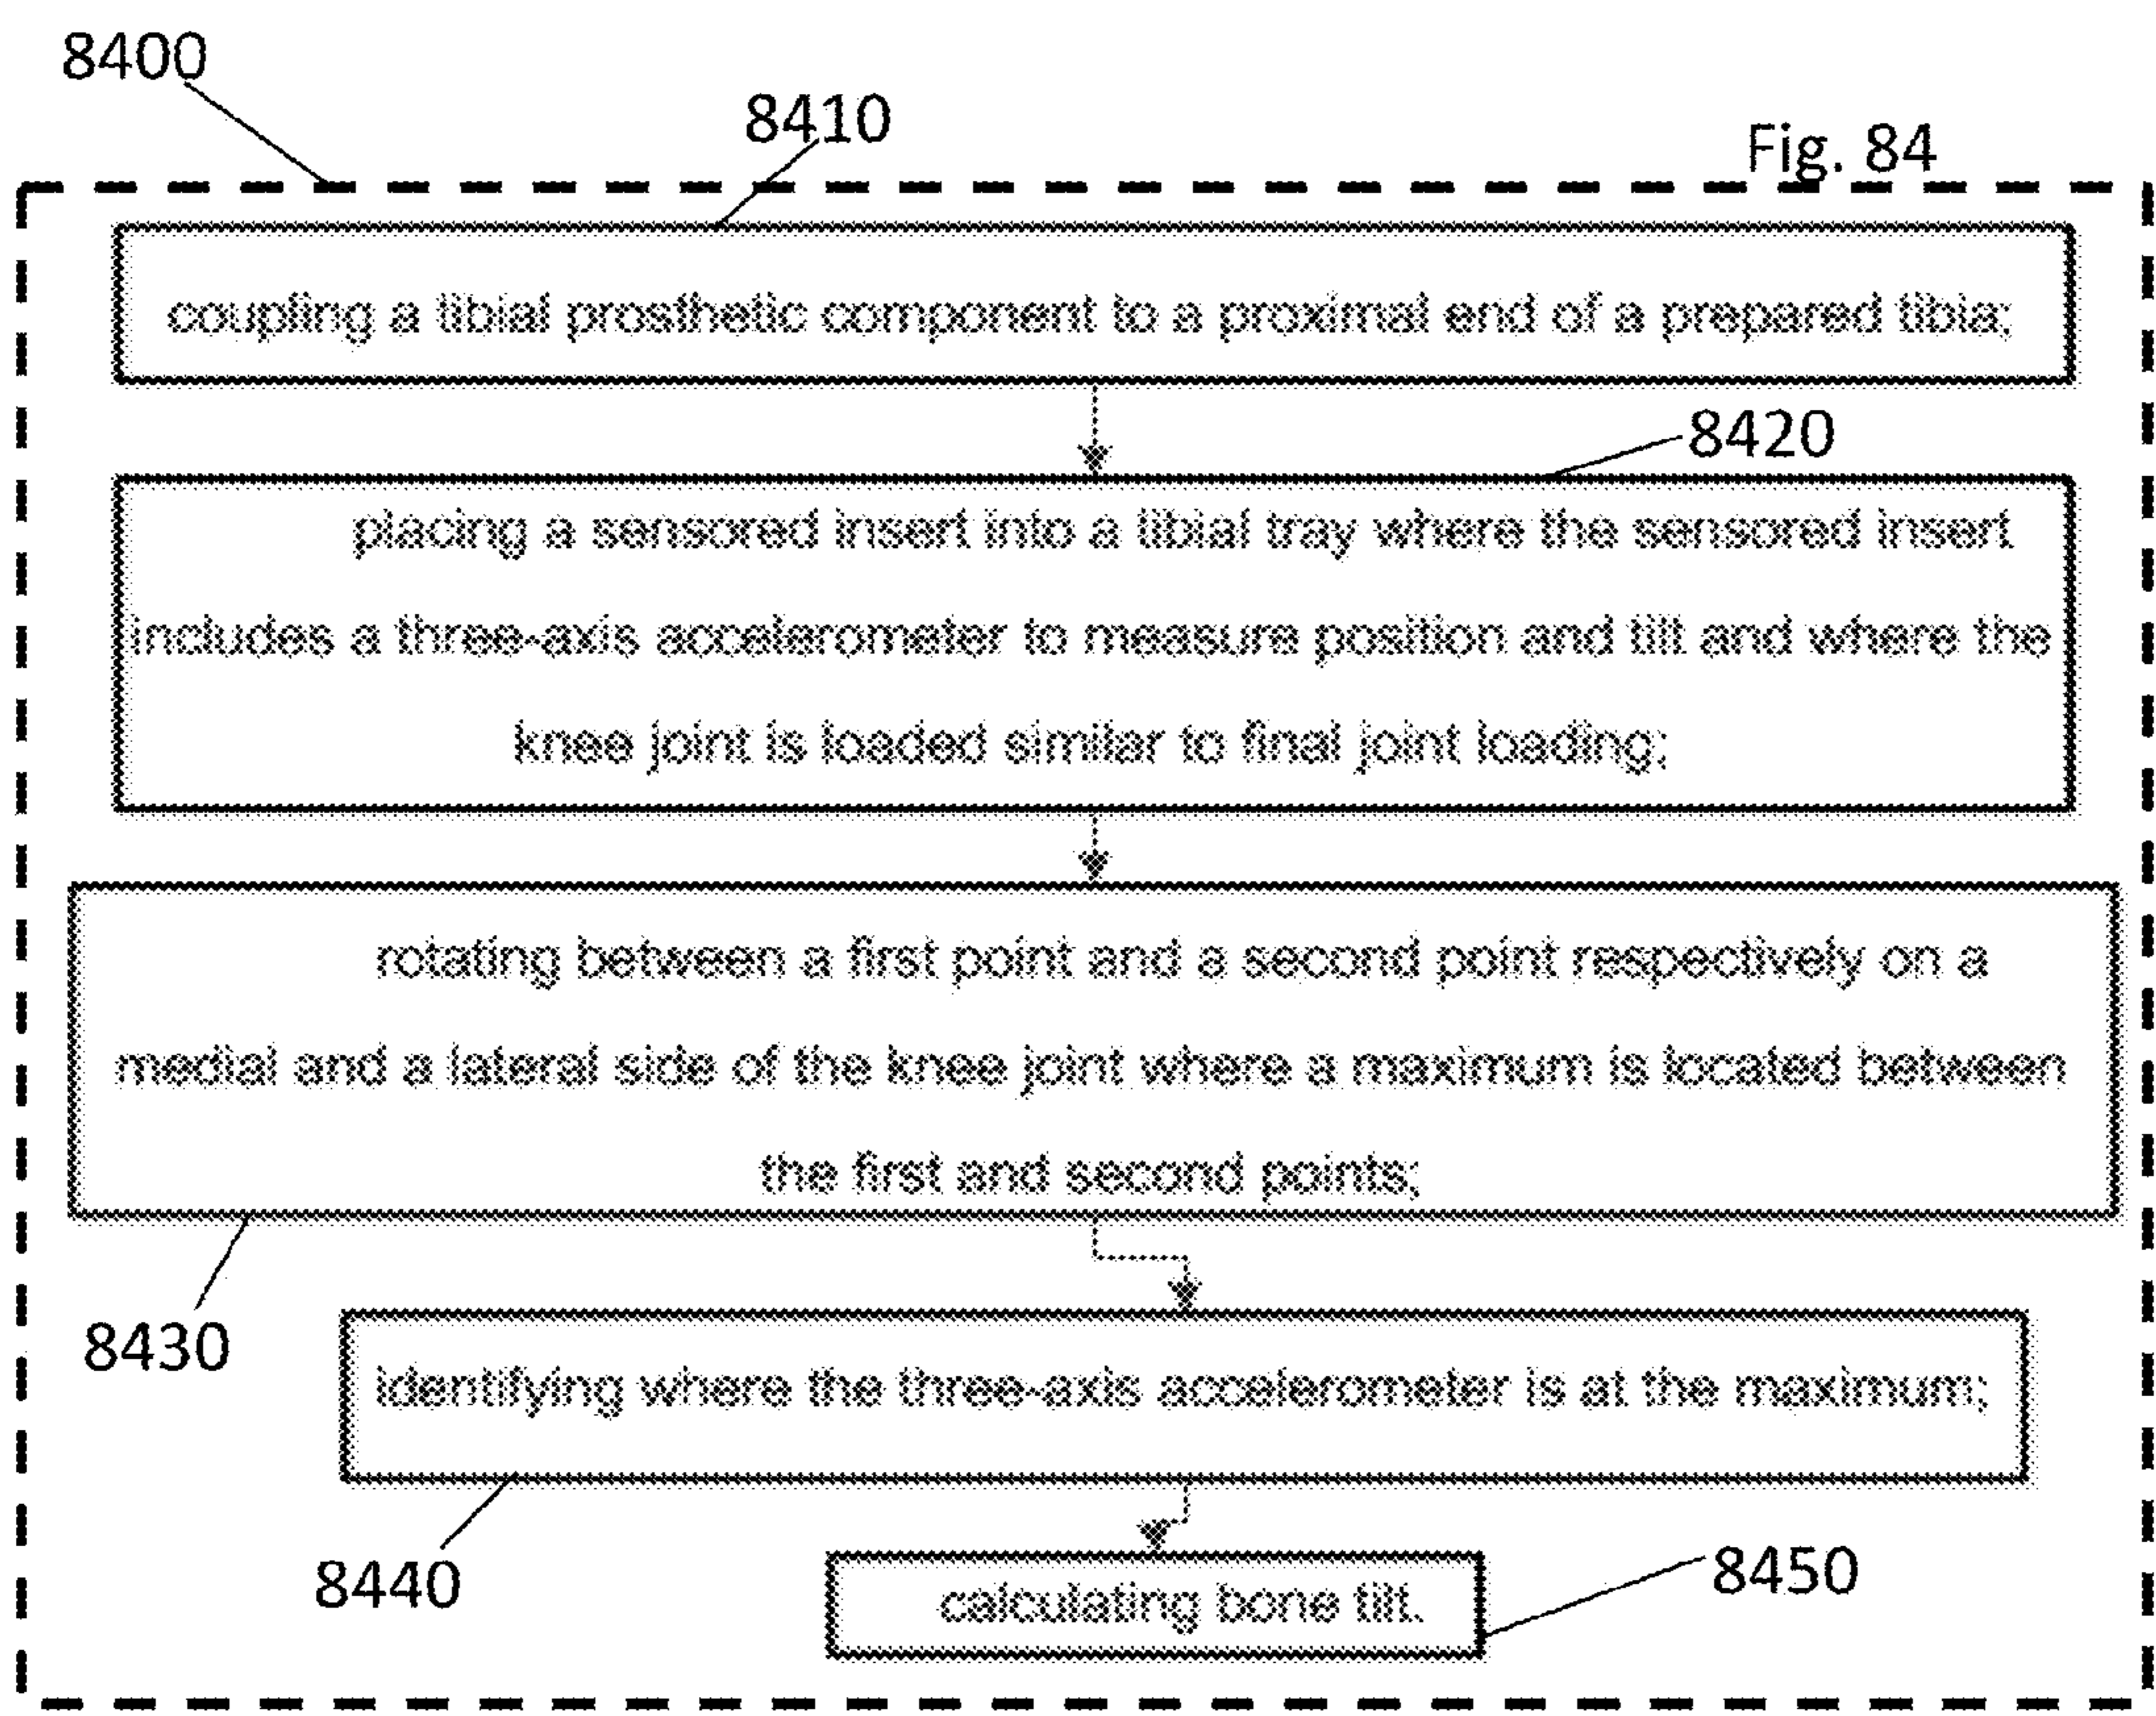 8400
8410
Fig. 84
coupling a tibial prosthetic component to a proximal end of a prepared tibia;
8420
placing a sensored insert into a tibial tray where the sensored insert
includes a three-axis accelerometer to measure position and tilt and where the
knee joint is loaded similar to final joint loading;
rotating between a first point and a second point respectively on a
medial and a lateral side of the knee joint where a maximum is located between
the first and second points;
8430
identifying where the three-axis accelerometer is at the maximum;
8440
8450
calculating bone tilt.